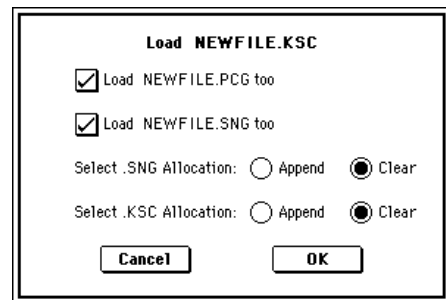 Load NEWFILE.KSC
Load NEWFILE.PCG too
Load NEWFILE.SNG too
Select .SNG Allocation: Append Clear
Select .KSC Allocation: Append Clear
Cancel OK